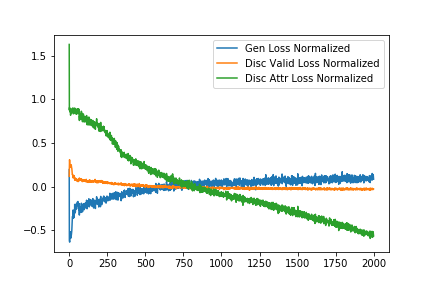 Gen Loss Normalized
Disc Valid Loss Normalized
Disc Attr Loss Normalized
1.5
1.0
0.5
0.0
−0.5
0 250 500 750 1000 1250 1500 1750 2000